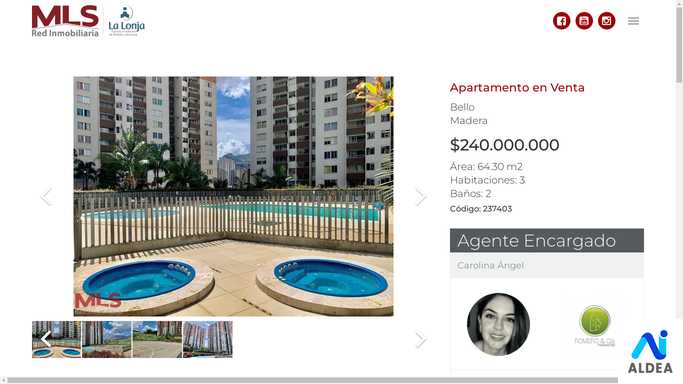 MLS
Red Inmobiliaria
La Lonja
Apartamento en Venta
Bello
Madera
$240.000.000
Área: 64.30 m2
Habitaciones: 3
Baños: 2
Código: 237403
Agente Encargado
Carolina Ángel
MLS
ALDEA